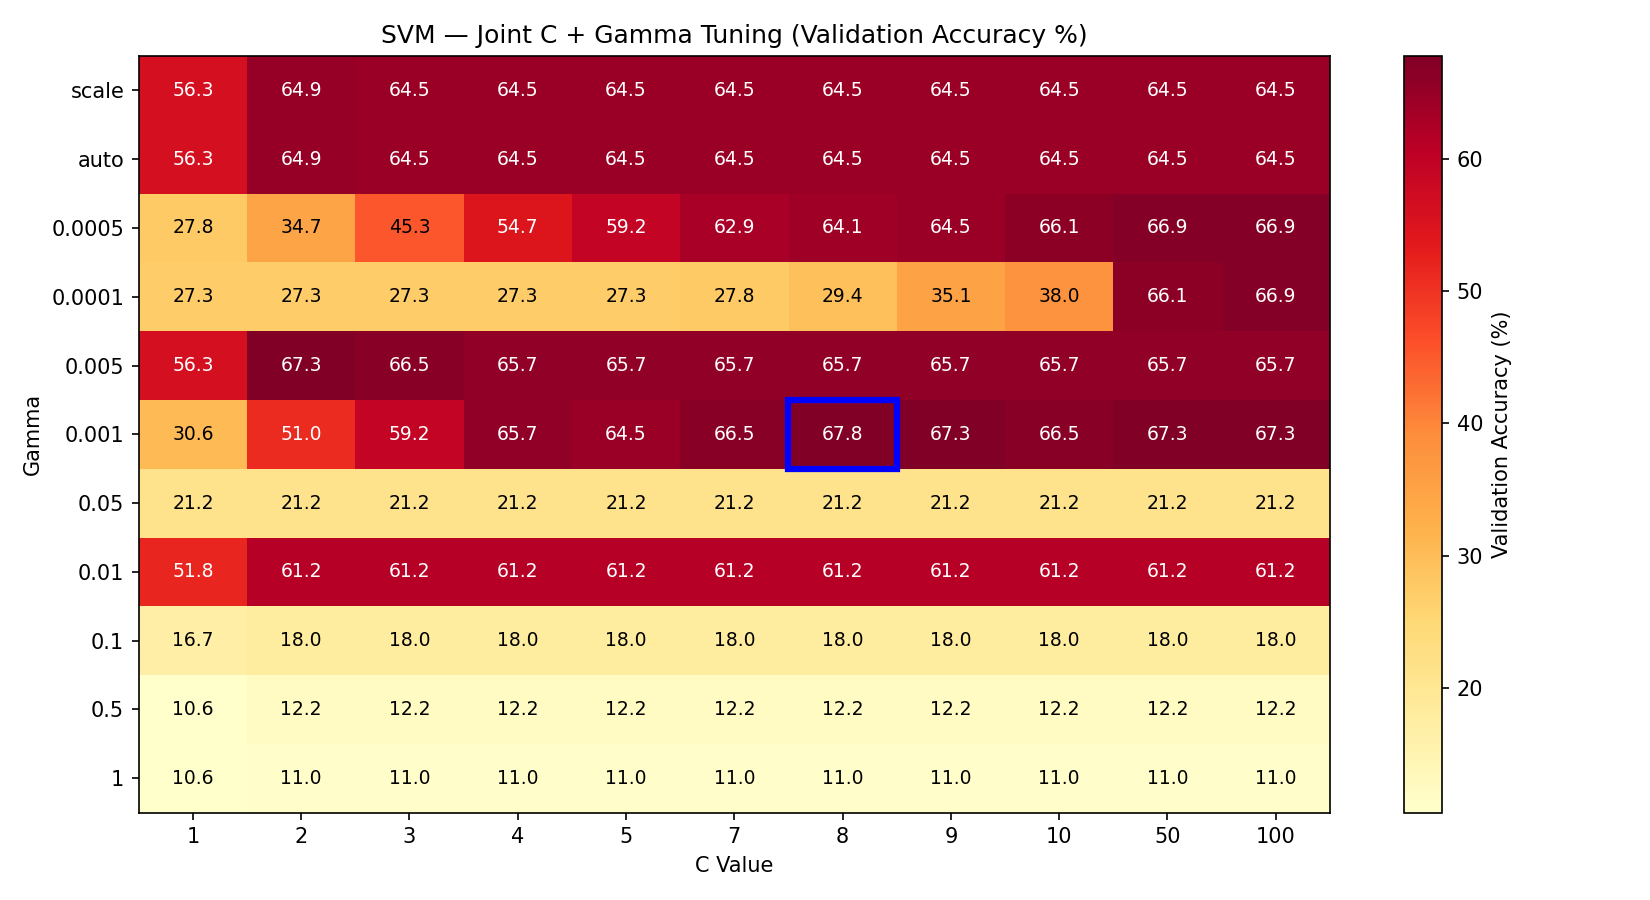 SVM — Joint C + Gamma Tuning (Validation Accuracy %)
scale 56.3 64.9 64.5 64.5 64.5 64.5 64.5 64.5 64.5 64.5 64.5
auto 56.3 64.9 64.5 64.5 64.5 64.5 64.5 64.5 64.5 64.5 64.5
0.0005 27.8 34.7 45.3 54.7 59.2 62.9 64.1 64.5 66.1 66.9 66.9
0.0001 27.3 27.3 27.3 27.3 27.3 27.8 29.4 35.1 38.0 66.1 66.9
0.005 56.3 67.3 66.5 65.7 65.7 65.7 65.7 65.7 65.7 65.7 65.7
0.001 30.6 51.0 59.2 65.7 64.5 66.5 67.8 67.3 66.5 67.3 67.3
0.05 21.2 21.2 21.2 21.2 21.2 21.2 21.2 21.2 21.2 21.2 21.2
0.01 51.8 61.2 61.2 61.2 61.2 61.2 61.2 61.2 61.2 61.2 61.2
0.1 16.7 18.0 18.0 18.0 18.0 18.0 18.0 18.0 18.0 18.0 18.0
0.5 10.6 12.2 12.2 12.2 12.2 12.2 12.2 12.2 12.2 12.2 12.2
1 10.6 11.0 11.0 11.0 11.0 11.0 11.0 11.0 11.0 11.0 11.0
1 2 3 4 5 7 8 9 10 50 100
C Value
Gamma
60
50
40
30
20
Validation Accuracy (%)